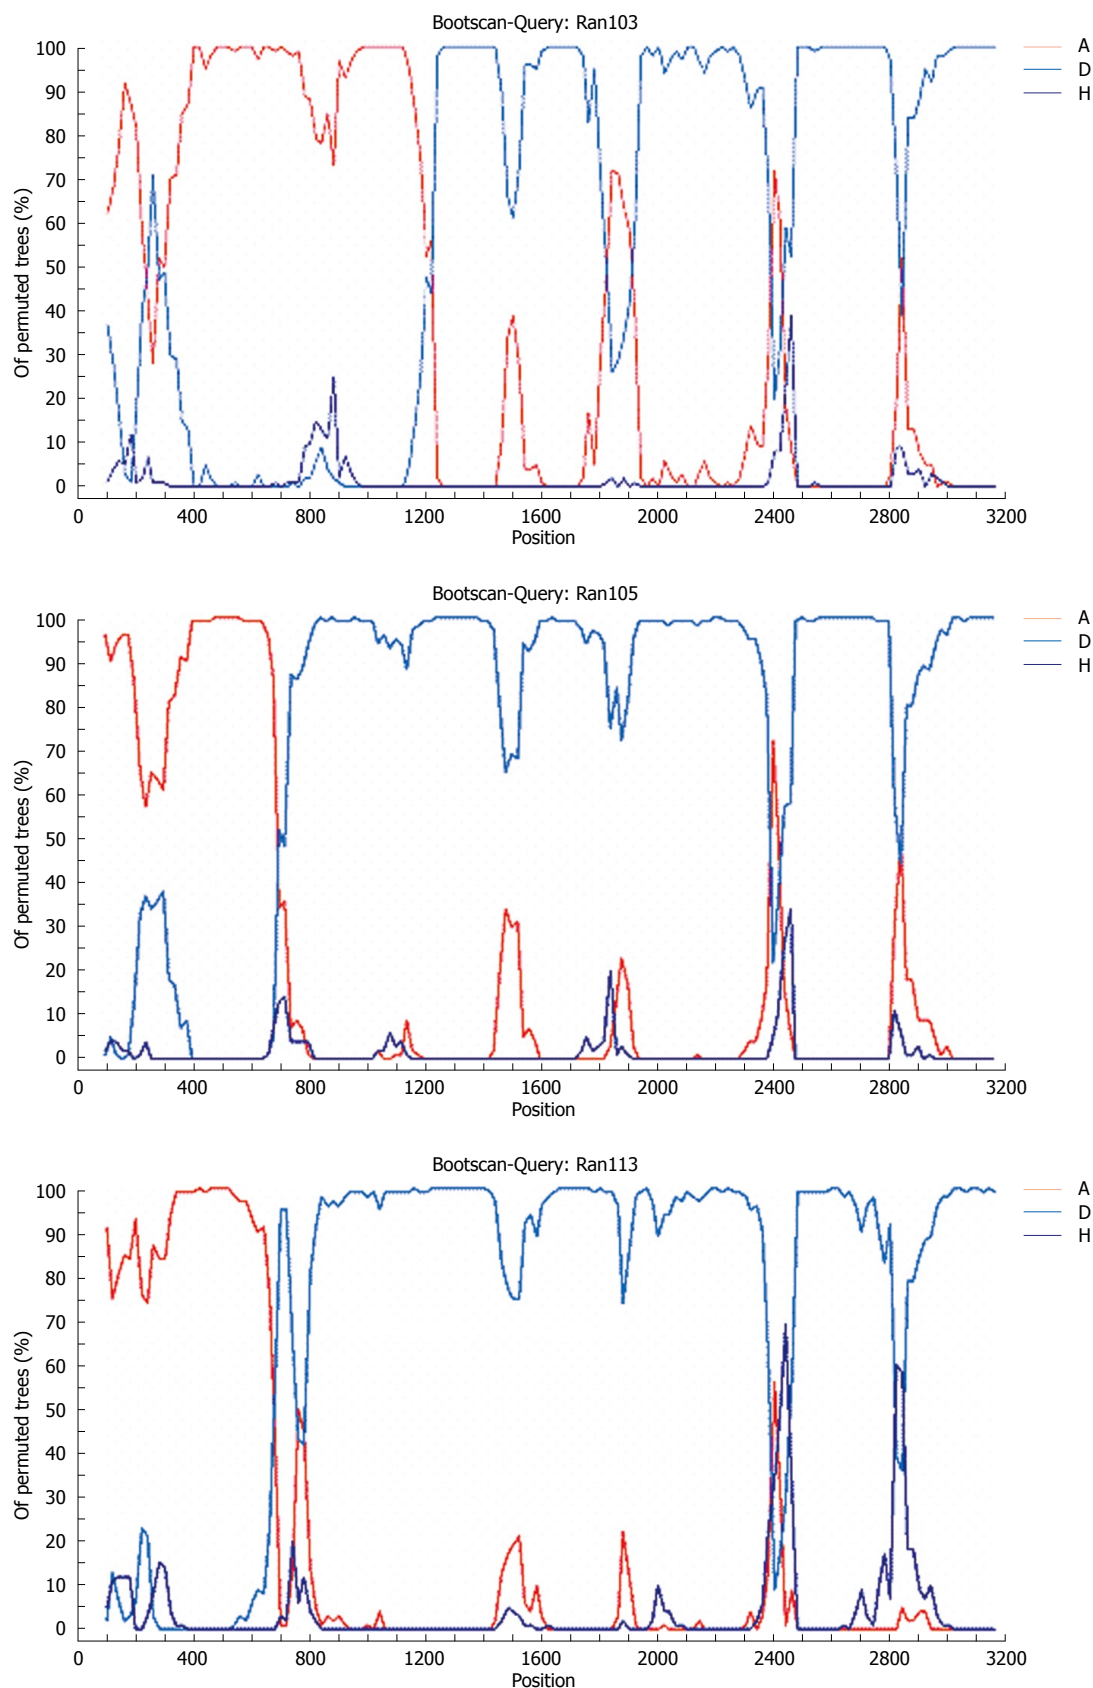 Bootscan-Query: Ran103
100
90
80
70
60
50
40
30
20
10
0
Of permuted trees (%)
0 400 800 1200 1600 2000 2400 2800 3200
Position
A
D
H
Bootscan-Query: Ran105
100
90
80
70
60
50
40
30
20
10
0
Of permuted trees (%)
0 400 800 1200 1600 2000 2400 2800 3200
Position
A
D
H
Bootscan-Query: Ran113
100
90
80
70
60
50
40
30
20
10
0
Of permuted trees (%)
0 400 800 1200 1600 2000 2400 2800 3200
Position
A
D
H